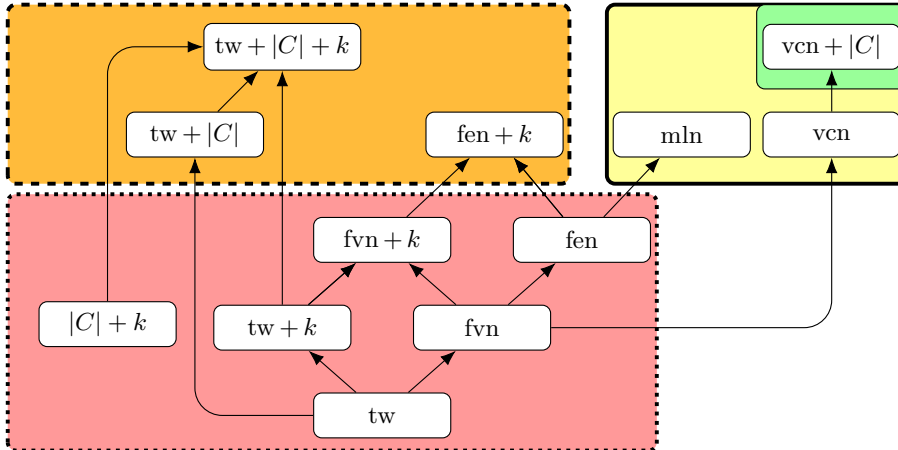 tw + |C| + k
vcn + |C|
tw + |C|
fen + k
mln
vcn
fvn + k
fen
|C| + k
tw + k
fvn
tw